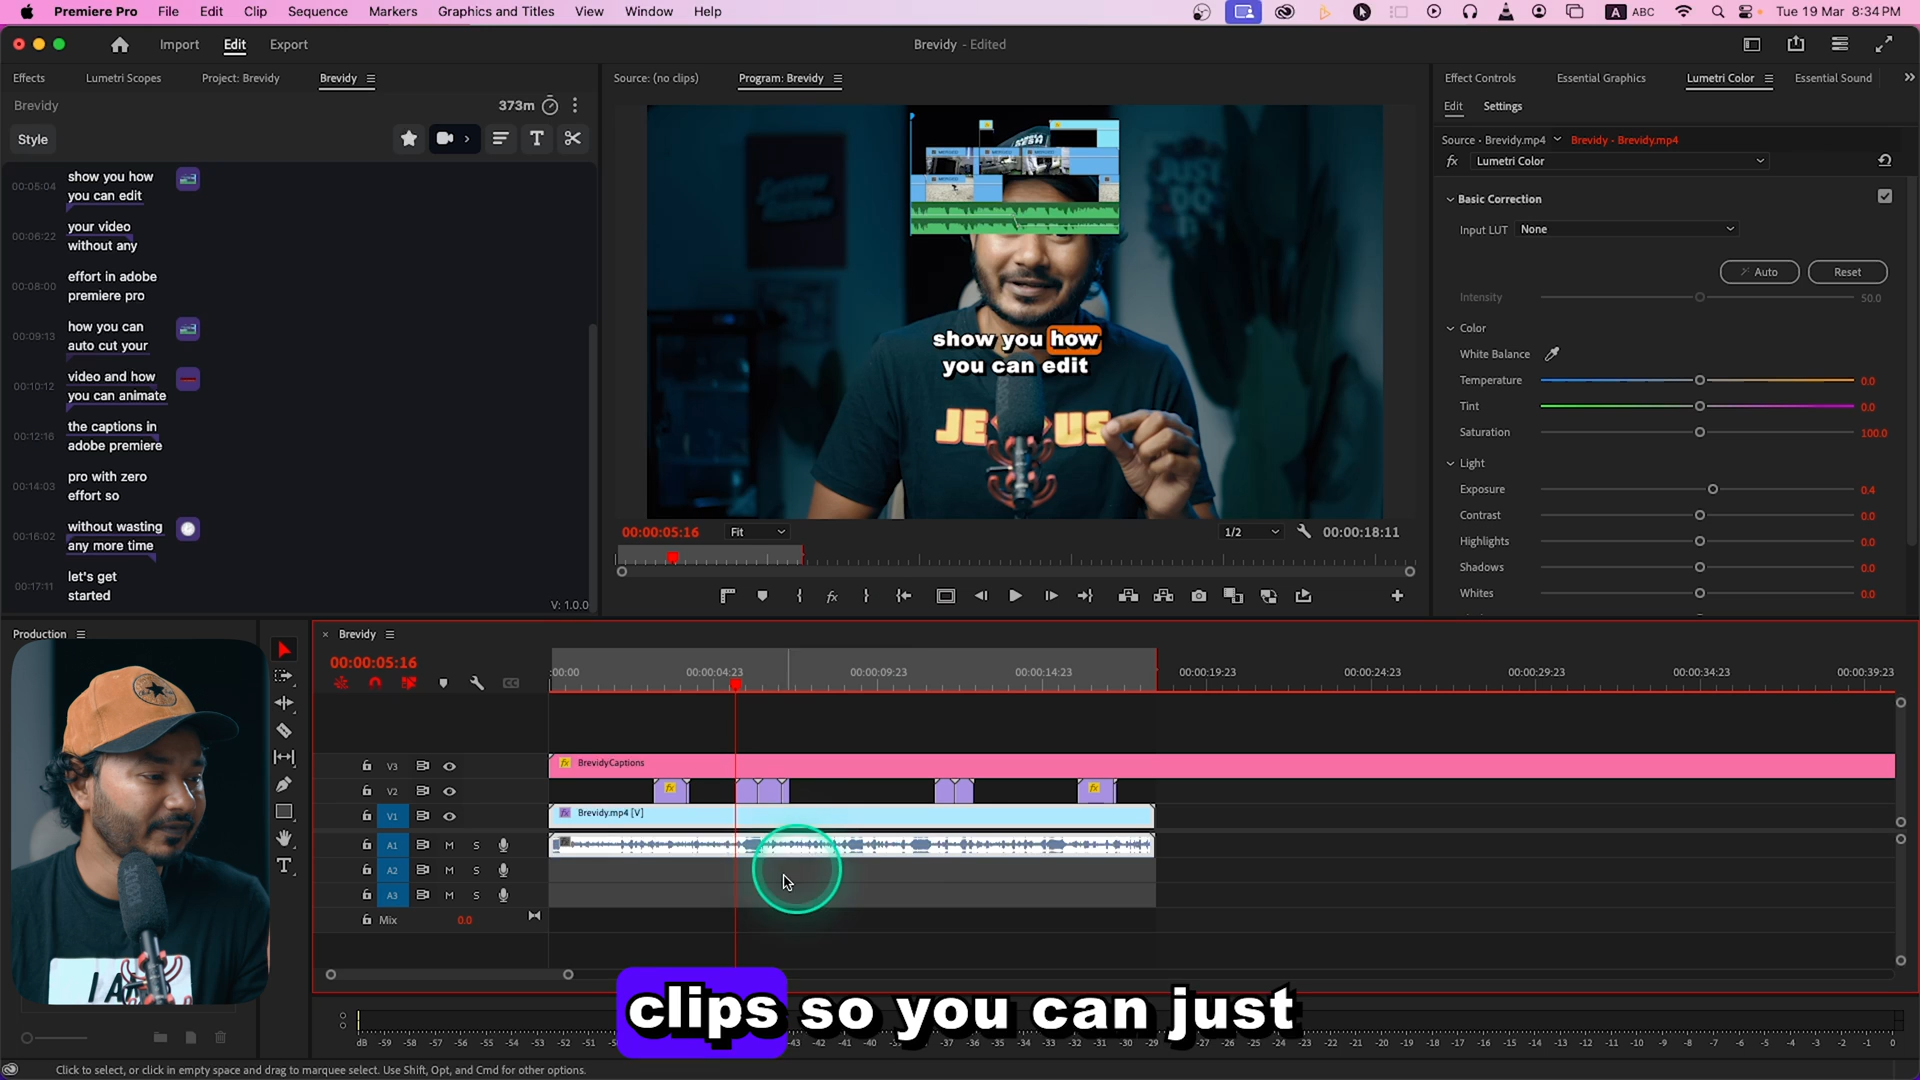 Premiere Pro File Edit Clip Sequence Markers Graphics and Titles View Window Help
A ABC Tue 19 Mar 8:34 PM
Import Edit Export
Brevidy - Edited
Effects Lumetri Scopes Project: Brevidy Brevidy
Brevidy 373m
Style
00:05:04 show you how
you can edit
00:06:22 your video
without any
00:08:00 effort in adobe
premiere pro
00:09:13 how you can
auto cut your
00:10:12 video and how
you can animate
00:12:16 the captions in
adobe premiere
00:14:03 pro with zero
effort so
00:16:02 without wasting
any more time
00:17:11 let's get
started
V: 1.0.0
Source: (no clips) Program: Brevidy
JUST
DO
show you how
you can edit
JE US
00:00:05:16 Fit 1/2 00:00:18:11
Effect Controls Essential Graphics Lumetri Color Essential Sound
Edit Settings
Source - Brevidy.mp4 Brevidy - Brevidy.mp4
fx Lumetri Color
Basic Correction
Input LUT None
Auto Reset
Intensity 50.0
Color
White Balance
Temperature 0.0
Tint 0.0
Saturation 100.0
Light
Exposure 0.4
Contrast 0.0
Highlights 0.0
Shadows 0.0
Whites 0.0
Production
I A
Brevidy
00:00:05:16
:00:00 00:00:04:23 00:00:09:23 00:00:14:23 00:00:19:23 00:00:24:23 00:00:29:23 00:00:34:23 00:00:39:23
V3 fx BrevidyCaptions
V2 fx fx
V1 Brevidy.mp4 [V]
A1 M S
A2 M S
A3 M S
Mix 0.0
clips so you can just
dB -59 -58 -57 -56 -55 -54 -53 -52 -51 -50 -49 -48 -47 -46 -45 -44 -43 -42 -41 -40 -39 -38 -37 -36 -35 -34 -33 -32 -31 -30 -29 -28 -27 -26 -25 -24 -23 -22 -21 -20 -19 -18 -17 -16 -15 -14 -13 -12 -11 -10 -9 -8 -7 -6 -5 -4 -3 -2 -1 0
Click to select, or click in empty space and drag to marquee select. Use Shift, Opt, and Cmd for other options.